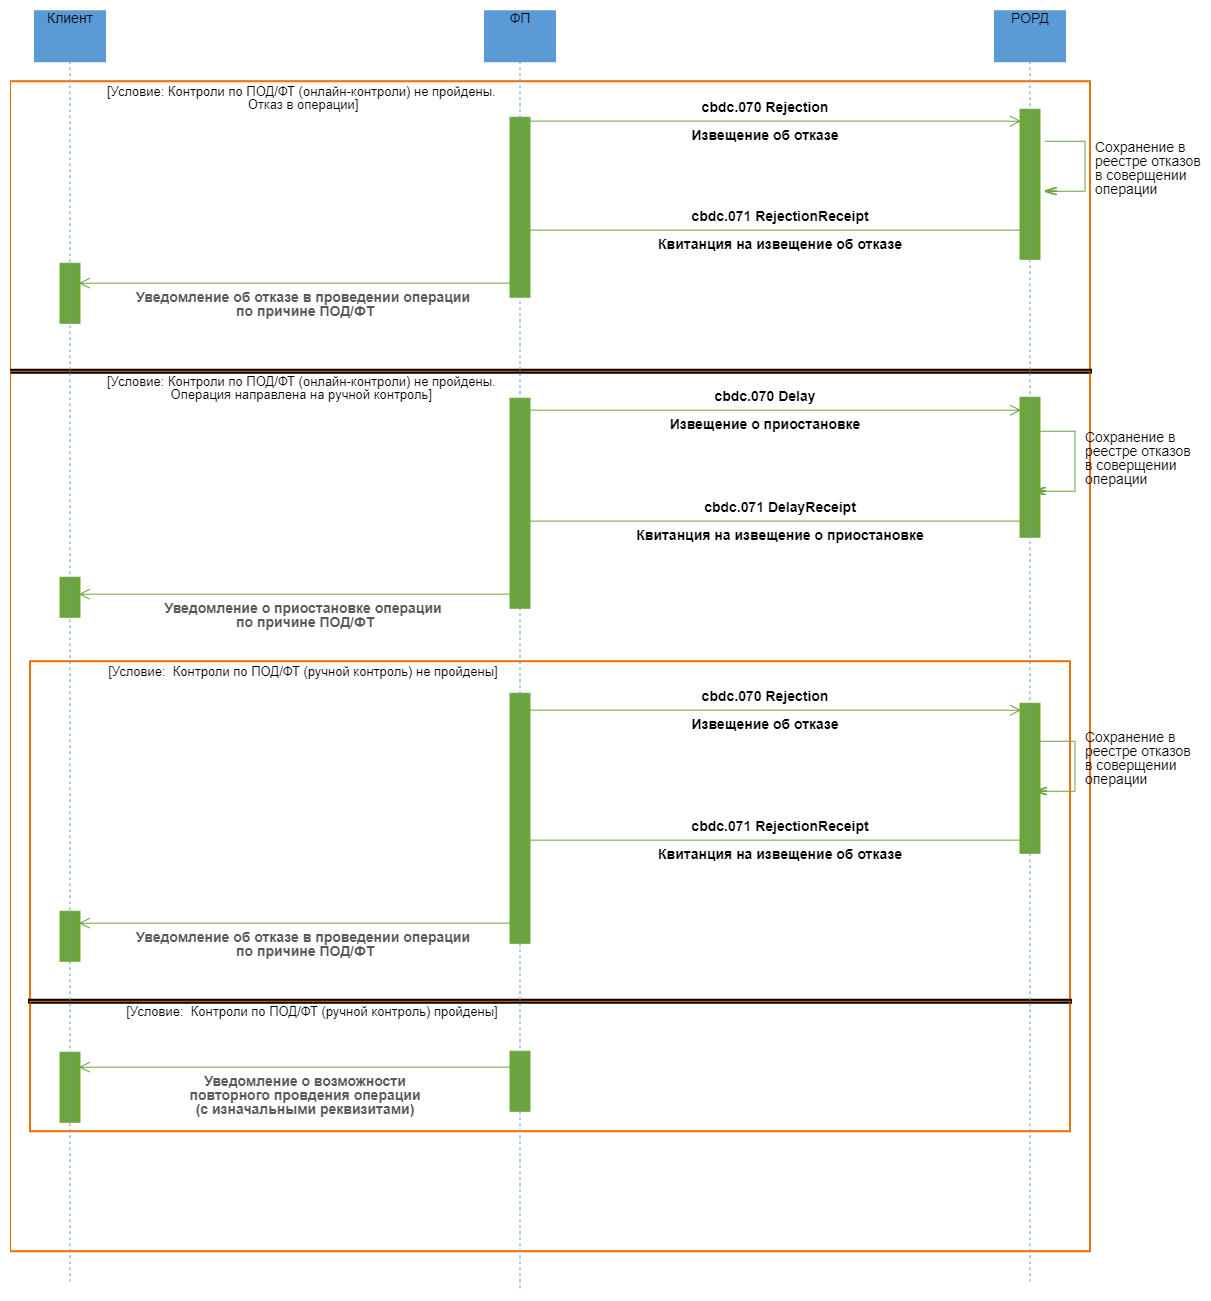 Клиент
ФП
РОРД
[Условие: Контроли по ПОД/ФТ (онлайн-контроли) не пройдены.
Отказ в операции]
cbdc.070 Rejection
Извещение об отказе
Сохранение в
реестре отказов
в соверщении
операции
cbdc.071 RejectionReceipt
Квитанция на извещение об отказе
Уведомление об отказе в проведении операции
по причине ПОД/ФТ
[Условие: Контроли по ПОД/ФТ (онлайн-контроли) не пройдены.
Операция направлена на ручной контроль]
cbdc.070 Delay
Извещение о приостановке
Сохранение в
реестре отказов
в соверщении
операции
cbdc.071 DelayReceipt
Квитанция на извещение о приостановке
Уведомление о приостановке операции
по причине ПОД/ФТ
[Условие:  Контроли по ПОД/ФТ (ручной контроль) не пройдены]
cbdc.070 Rejection
Извещение об отказе
Сохранение в
реестре отказов
в соверщении
операции
cbdc.071 RejectionReceipt
Квитанция на извещение об отказе
Уведомление об отказе в проведении операции
по причине ПОД/ФТ
[Условие:  Контроли по ПОД/ФТ (ручной контроль) пройдены]
Уведомление о возможности
повторного провдения операции
(с изначальными реквизитами)